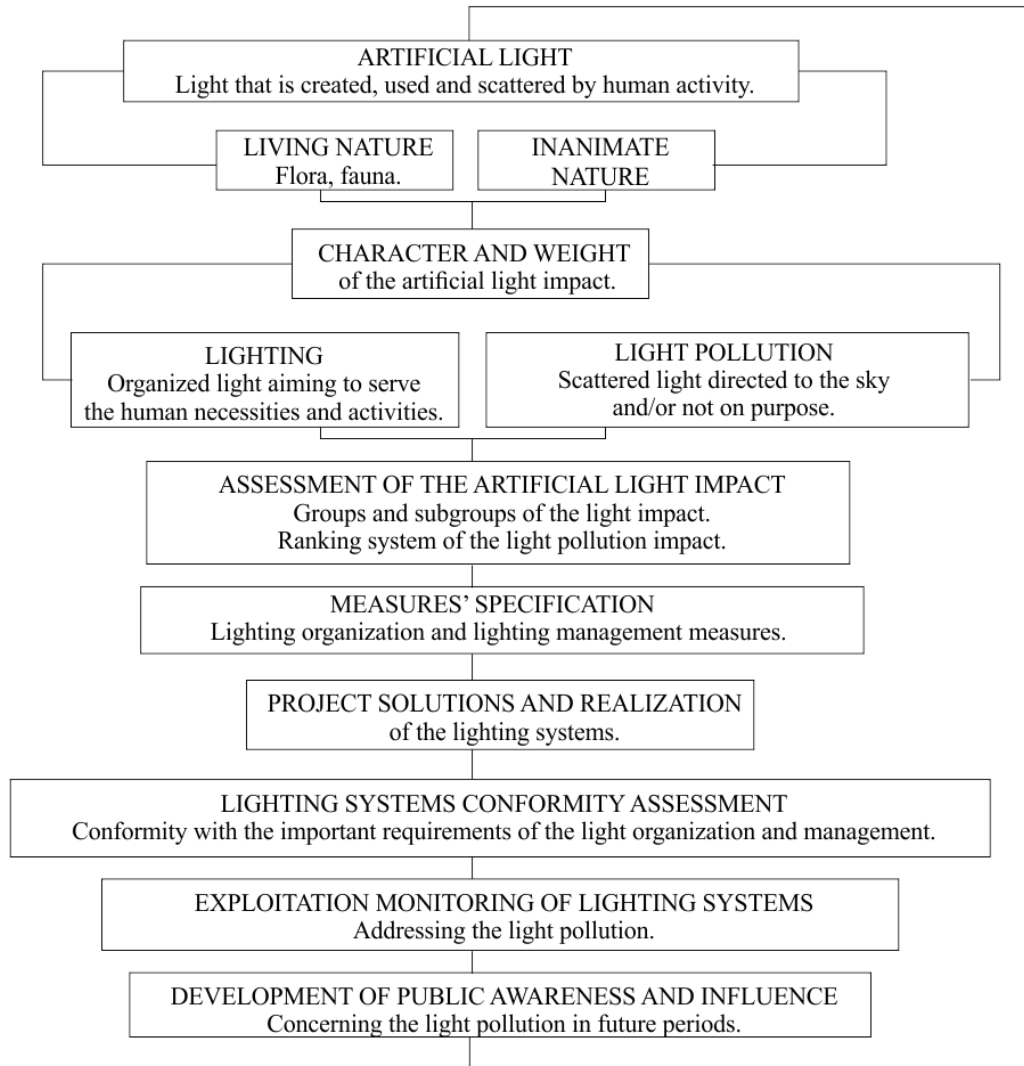 ARTIFICIAL LIGHT
Light that is created, used and scattered by human activity.
LIVING NATURE
Flora, fauna.
INANIMATE
NATURE
CHARACTER AND WEIGHT
of the artificial light impact.
LIGHTING
Organized light aiming to serve
the human necessities and activities.
LIGHT POLLUTION
Scattered light directed to the sky
and/or not on purpose.
ASSESSMENT OF THE ARTIFICIAL LIGHT IMPACT
Groups and subgroups of the light impact.
Ranking system of the light pollution impact.
MEASURES’ SPECIFICATION
Lighting organization and lighting management measures.
PROJECT SOLUTIONS AND REALIZATION
of the lighting systems.
LIGHTING SYSTEMS CONFORMITY ASSESSMENT
Conformity with the important requirements of the light organization and management.
EXPLOITATION MONITORING OF LIGHTING SYSTEMS
Addressing the light pollution.
DEVELOPMENT OF PUBLIC AWARENESS AND INFLUENCE
Concerning the light pollution in future periods.